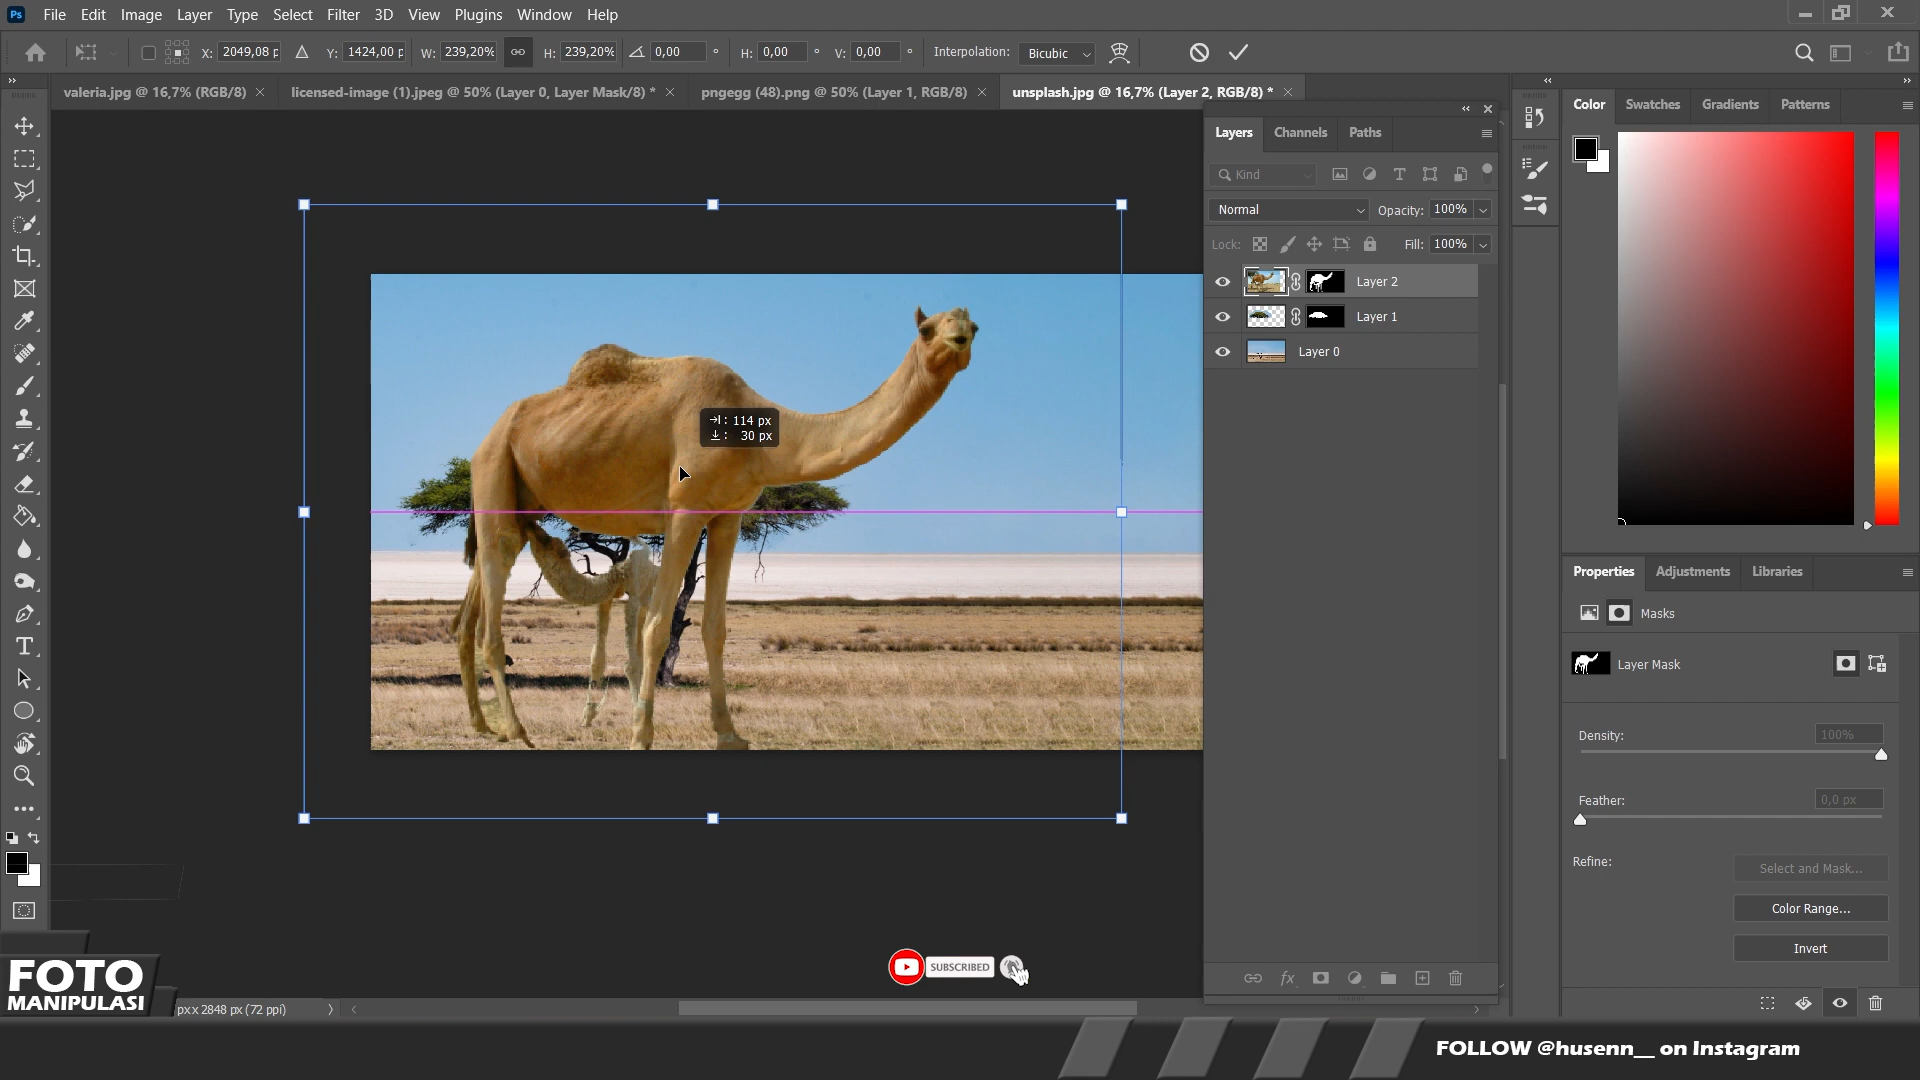 Ps File Edit Image Layer Type Select Filter 3D View Plugins Window Help
X: 2049,08 p Y: 1424,00 p W: 239,20% H: 239,20% 0,00 ° H: 0,00 ° V: 0,00 ° Interpolation: Bicubic
valeria.jpg @ 16,7% (RGB/8) × licensed-image (1).jpeg @ 50% (Layer 0, Layer Mask/8) * × pngegg (48).png @ 50% (Layer 1, RGB/8) × unsplash.jpg @ 16,7% (Layer 2, RGB/8) * ×
Layers Channels Paths
Kind
Normal Opacity: 100%
Lock: Fill: 100%
Layer 2
Layer 1
Layer 0
: 114 px
: 30 px
Color Swatches Gradients Patterns
Properties Adjustments Libraries
Masks
Layer Mask
Density: 100%
Feather: 0,0 px
Refine: Select and Mask...
Color Range...
Invert
SUBSCRIBED
FOTO
MANIPULASI
px x 2848 px (72 ppi)
FOLLOW @husenn__ on Instagram